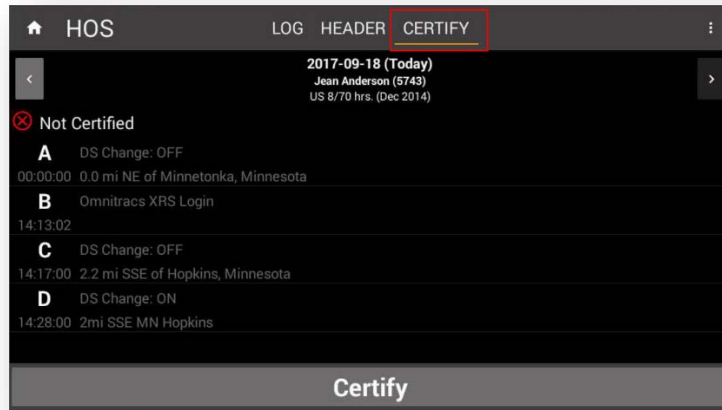 HOS LOG HEADER CERTIFY
2017-09-18 (Today)
Jean Anderson (5743)
US 8/70 hrs. (Dec 2014)
Not Certified
A DS Change: OFF
00:00:00 0.0 mi NE of Minnetonka, Minnesota
B Omnitracs XRS Login
14:13:02
C DS Change: OFF
14:17:00 2.2 mi SSE of Hopkins, Minnesota
D DS Change: ON
14:28:00 2mi SSE MN Hopkins
Certify